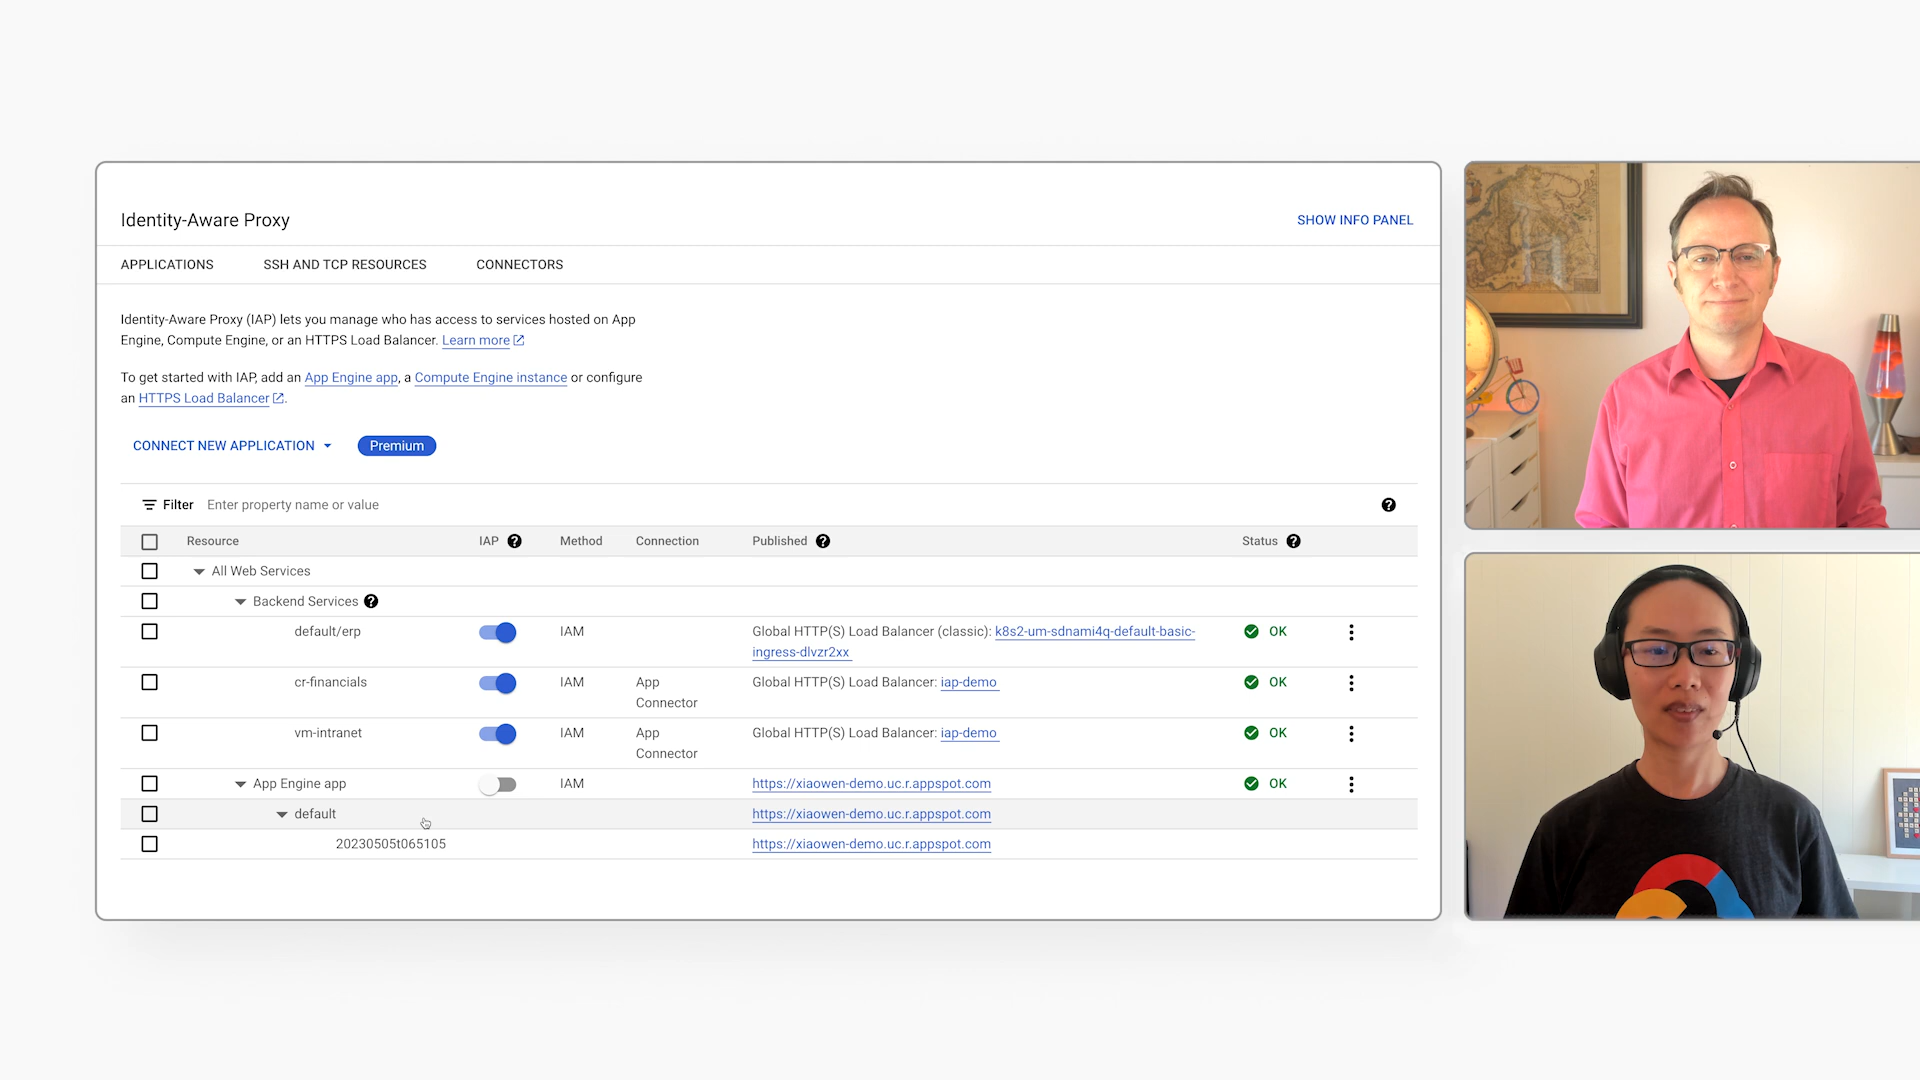 Identity-Aware Proxy
SHOW INFO PANEL
APPLICATIONS
SSH AND TCP RESOURCES
CONNECTORS
Identity-Aware Proxy (IAP) lets you manage who has access to services hosted on App
Engine, Compute Engine, or an HTTPS Load Balancer. Learn more
To get started with IAP, add an App Engine app, a Compute Engine instance or configure
an HTTPS Load Balancer.
CONNECT NEW APPLICATION
Premium
Filter Enter property name or value
Resource IAP Method Connection Published Status
All Web Services
Backend Services
default/erp IAM Global HTTP(S) Load Balancer (classic): k8s2-um-sdnami4q-default-basic-
ingress-dlvzr2xx OK
cr-financials IAM App
Connector Global HTTP(S) Load Balancer: iap-demo OK
vm-intranet IAM App
Connector Global HTTP(S) Load Balancer: iap-demo OK
App Engine app IAM https://xiaowen-demo.uc.r.appspot.com OK
default https://xiaowen-demo.uc.r.appspot.com
20230505t065105 https://xiaowen-demo.uc.r.appspot.com